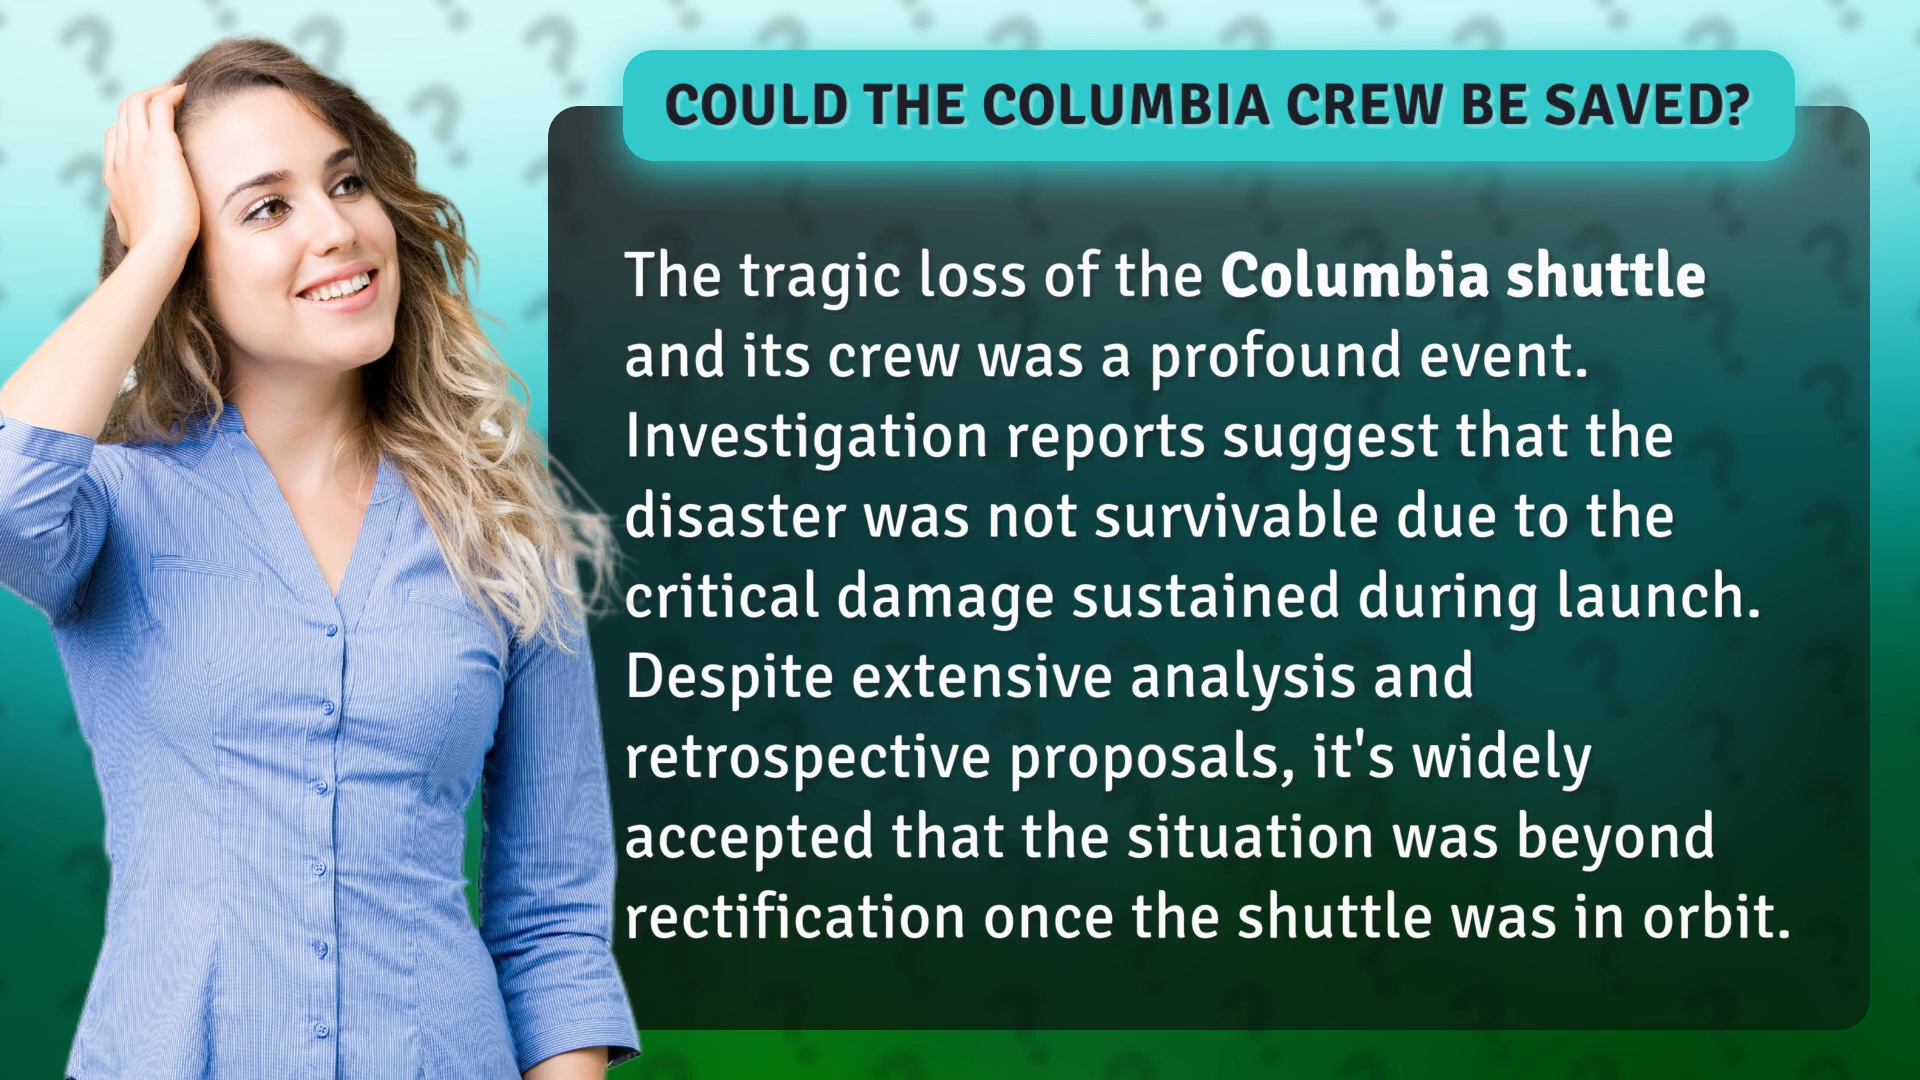 COULD THE COLUMBIA CREW BE SAVED?
The tragic loss of the Columbia shuttle
and its crew was a profound event.
Investigation reports suggest that the
disaster was not survivable due to the
critical damage sustained during launch.
Despite extensive analysis and
retrospective proposals, it's widely
accepted that the situation was beyond
rectification once the shuttle was in orbit.